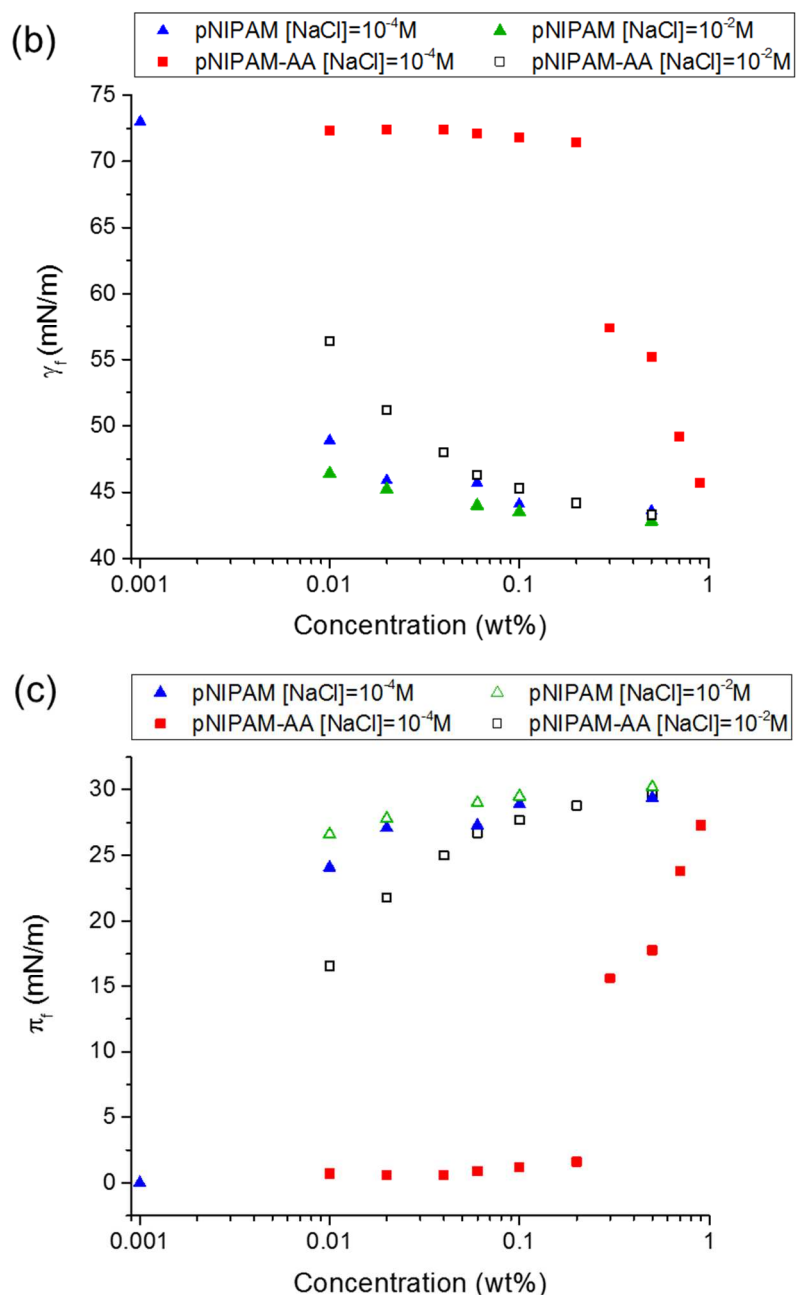 (b)
pNIPAM [NaCl]=10⁻⁴M pNIPAM [NaCl]=10⁻²M
pNIPAM-AA [NaCl]=10⁻⁴M pNIPAM-AA [NaCl]=10⁻²M
75
70
65
60
55
50
45
40
γf (mN/m)
0.001 0.01 0.1 1
Concentration (wt%)
(c)
pNIPAM [NaCl]=10⁻⁴M pNIPAM [NaCl]=10⁻²M
pNIPAM-AA [NaCl]=10⁻⁴M pNIPAM-AA [NaCl]=10⁻²M
30
25
20
15
10
5
0
πf (mN/m)
0.001 0.01 0.1 1
Concentration (wt%)